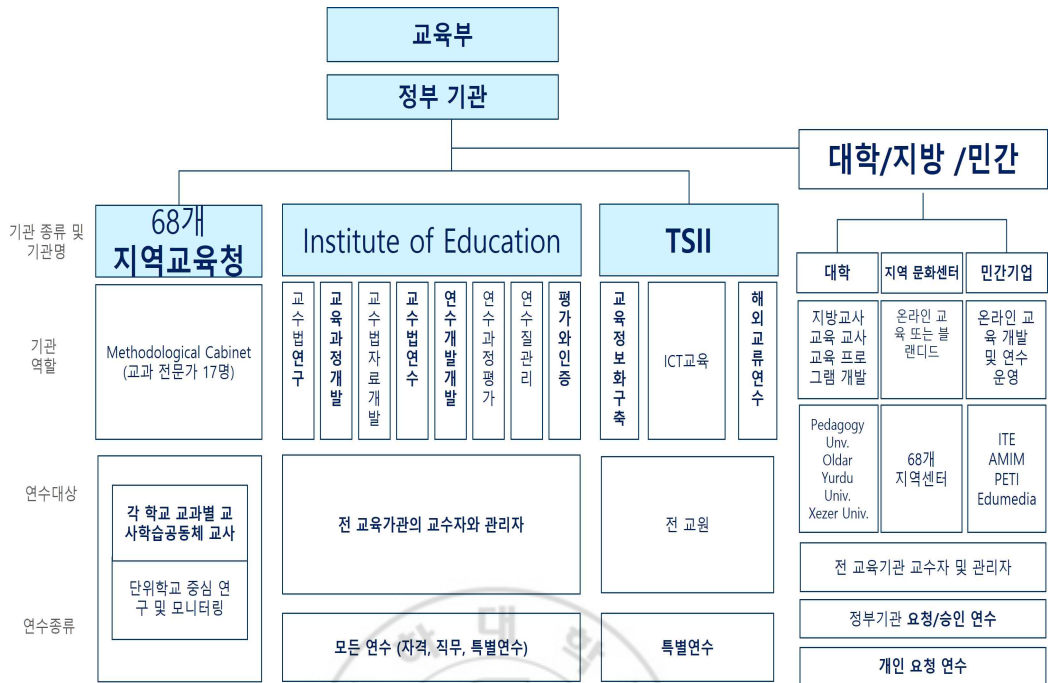 교육부
정부 기관
대학/지방 /민간
기관 종류 및
기관명
68개
지역교육청
Institute of Education
TSII
대학
지역 문화센터
민간기업
기관
역할
Methodological Cabinet
(교과 전문가 17명)
교수법연구
교육과정개발
교수법자료개발
교수법연수
연수개발개발
연수과정평가
연수질관리
평가와인증
교육정보화구축
ICT교육
해외교류연수
지방교사
교육 교사
교육 프로
그램 개발
온라인 교
육 또는 블
랜디드
온라인 교
육 개발
및 연수
운영
Pedagogy
Unv.
Oldar
Yurdu
Univ.
Xezer Univ.
68개
지역센터
ITE
AMIM
PETI
Edumedia
연수대상
각 학교 교과별 교
사학습공동체 교사
전 교육가관의 교수자와 관리자
전 교원
전 교육기관 교수자 및 관리자
단위학교 중심 연
구 및 모니터링
연수종류
모든 연수 (자격, 직무, 특별연수)
특별연수
정부기관 요청/승인 연수
개인 요청 연수
하 대 학